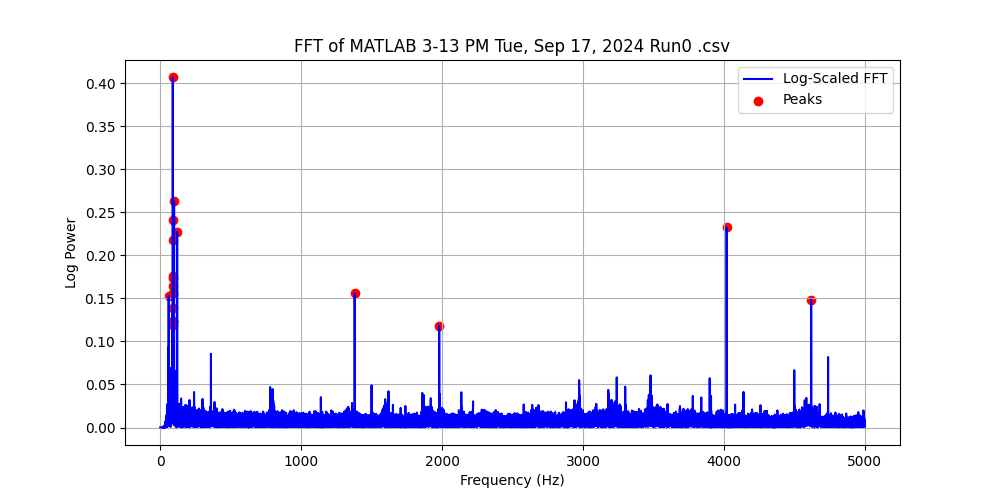 FFT of MATLAB 3-13 PM Tue, Sep 17, 2024 Run0 .csv
Log-Scaled FFT
Peaks
Log Power
0.40
0.35
0.30
0.25
0.20
0.15
0.10
0.05
0.00
0 1000 2000 3000 4000 5000
Frequency (Hz)